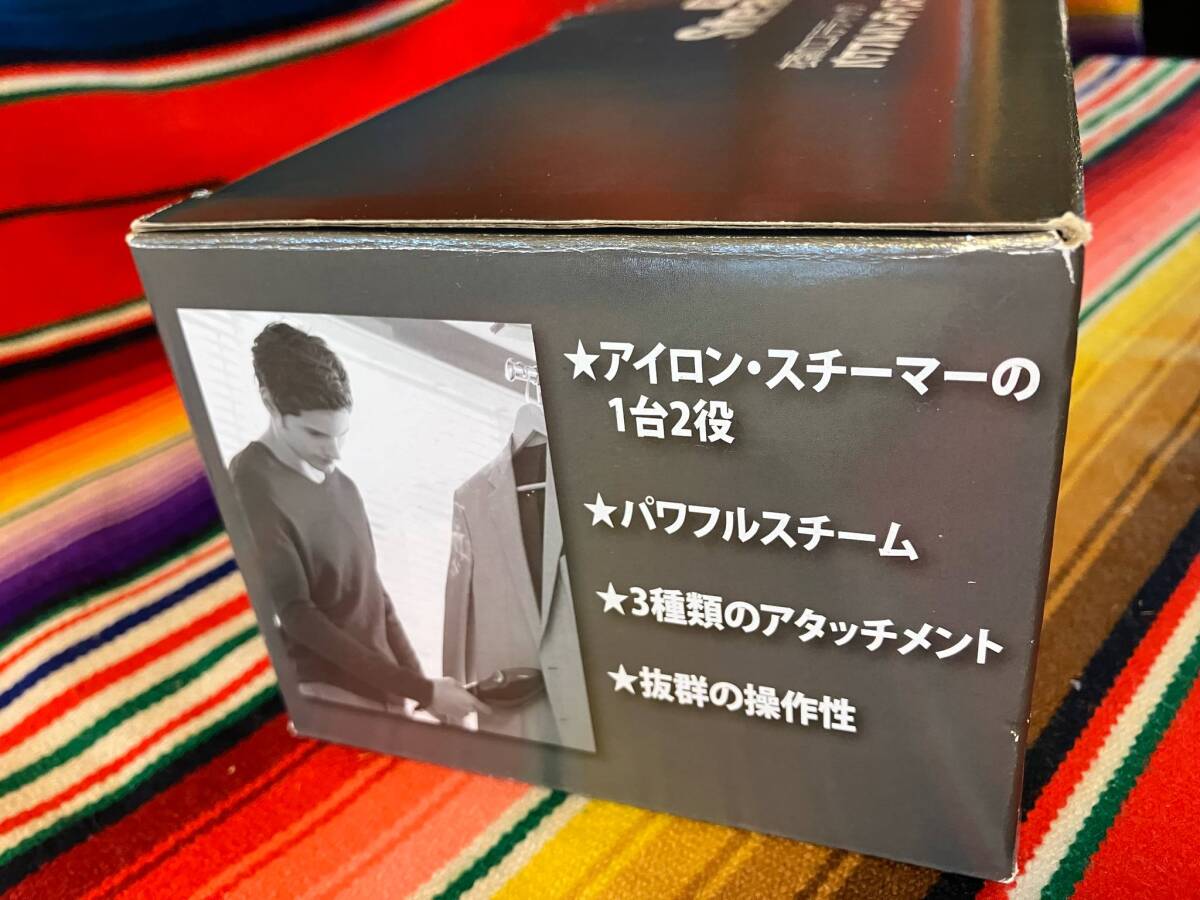 ★アイロン・スチーマーの
1台2役
★パワフルスチーム
★3種類のアタッチメント
★抜群の操作性